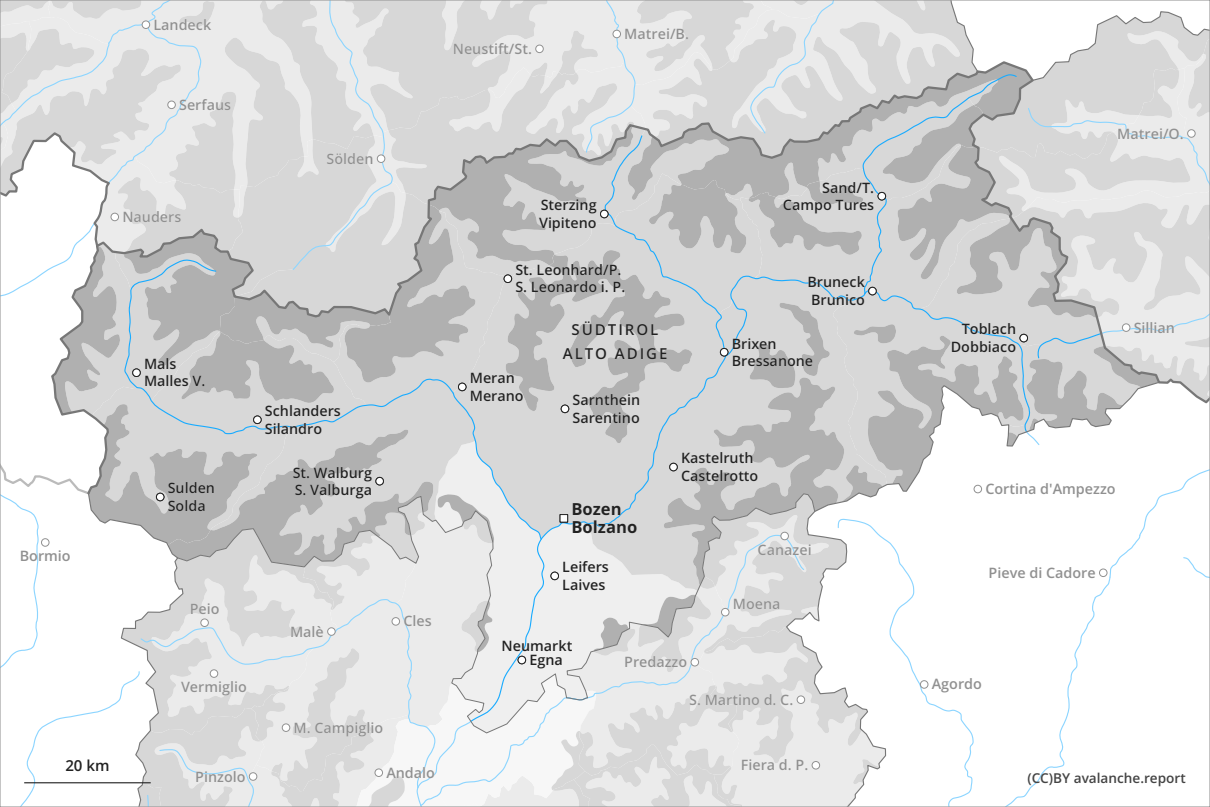 Landeck
Matrei/B.
Neustift/St.
Serfaus
Matrei/O.
Sölden
Sand/T.
Campo Tures
Sterzing
Vipiteno
Nauders
St. Leonhard/P.
S. Leonardo i. P.
Bruneck
Brunico
SÜDTIROL
ALTO ADIGE
Toblach
Dobbiaco
Sillian
Brixen
Bressanone
Mals
Malles V.
Meran
Merano
Sarnthein
Sarentino
Schlanders
Silandro
Kastelruth
Castelrotto
St. Walburg
S. Valburga
Sulden
Solda
Cortina d'Ampezzo
Bozen
Bolzano
Bormio
Canazei
Leifers
Laives
Pieve di Cadore
Peio
Moena
Malè
Cles
Neumarkt
Egna
Predazzo
Vermiglio
Agordo
S. Martino d. C.
M. Campiglio
Fiera d. P.
20 km
Pinzolo
Andalo
(CC)BY avalanche.report